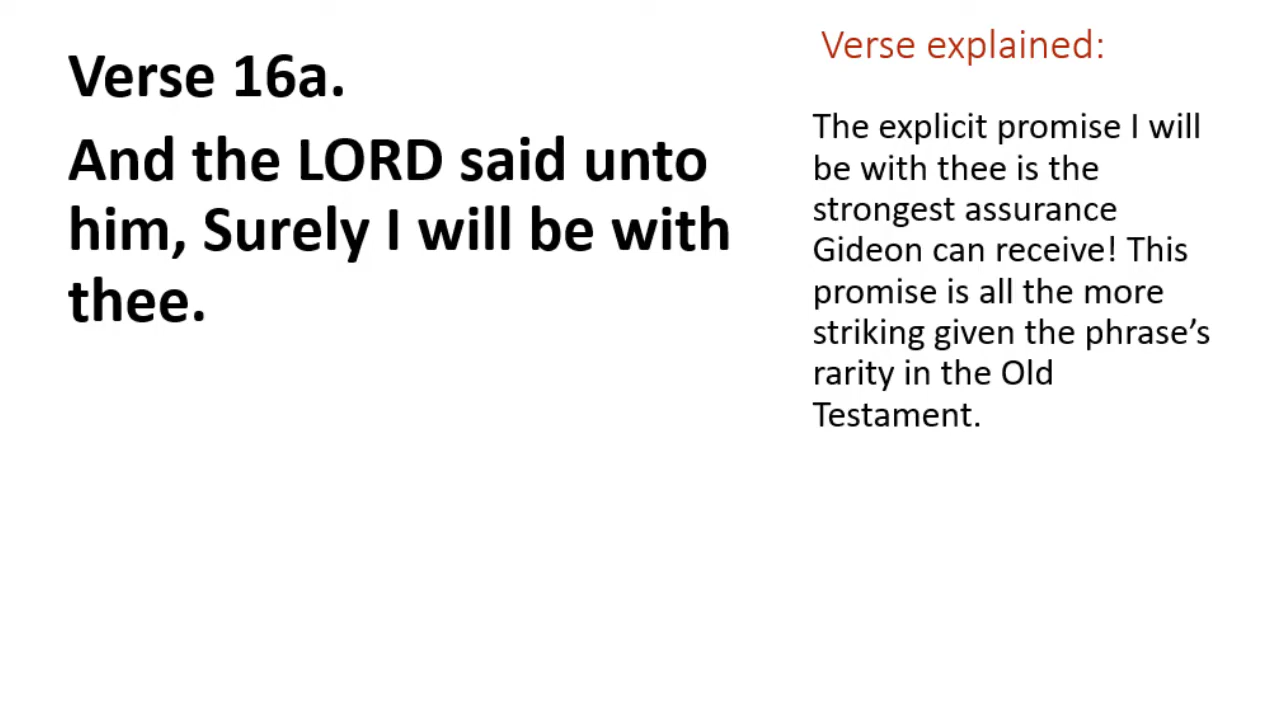 Verse 16a.
And the LORD said unto
him, Surely I will be with
thee.
Verse explained:
The explicit promise I will
be with thee is the
strongest assurance
Gideon can receive! This
promise is all the more
striking given the phrase’s
rarity in the Old
Testament.